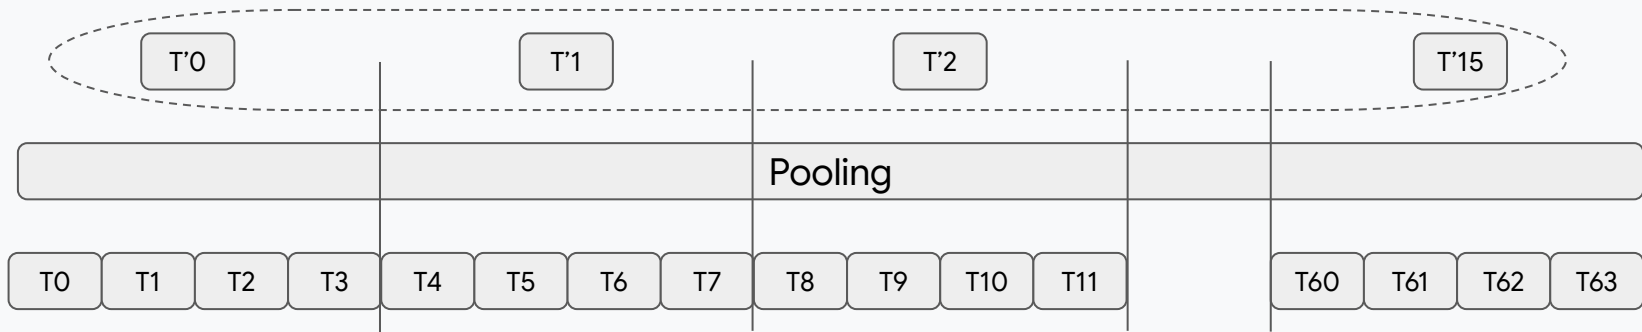 T’0 T’1 T’2 T’15
Pooling
T0 T1 T2 T3 T4 T5 T6 T7 T8 T9 T10 T11 T60 T61 T62 T63